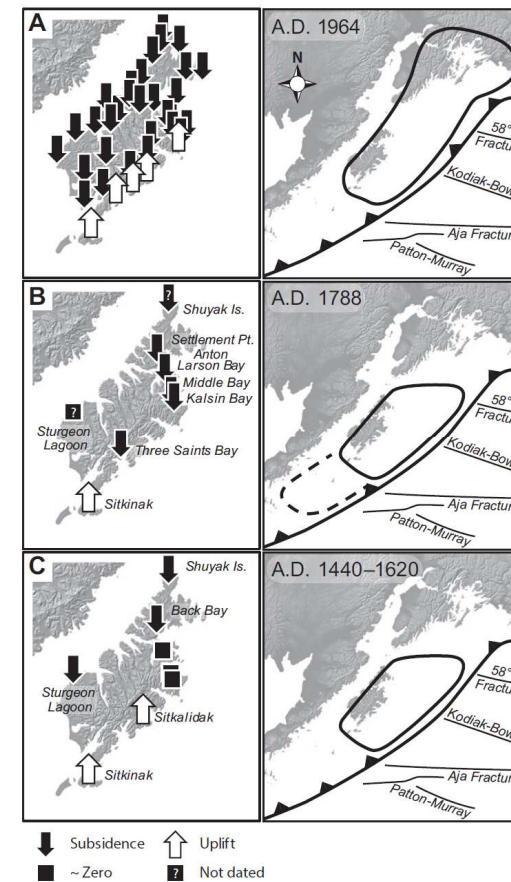 A
A.D. 1964
N
58°
Fractur
Kodiak-Bow
Aja Fractur
Patton-Murray
B
?
Shuyak Is.
Settlement Pt.
Anton
Larson Bay
Middle Bay
Kalsin Bay
?
Sturgeon
Lagoon
Three Saints Bay
Sitkinak
A.D. 1788
58°
Fractu
Kodiak-Bow
Aja Fractur
Patton-Murray
C
Shuyak Is.
Back Bay
Sturgeon
Lagoon
Sitkalidak
Sitkinak
A.D. 1440–1620
58°
Fractu
Kodiak-Bow
Aja Fractur
Patton-Murray
Subsidence
Uplift
~ Zero
? Not dated